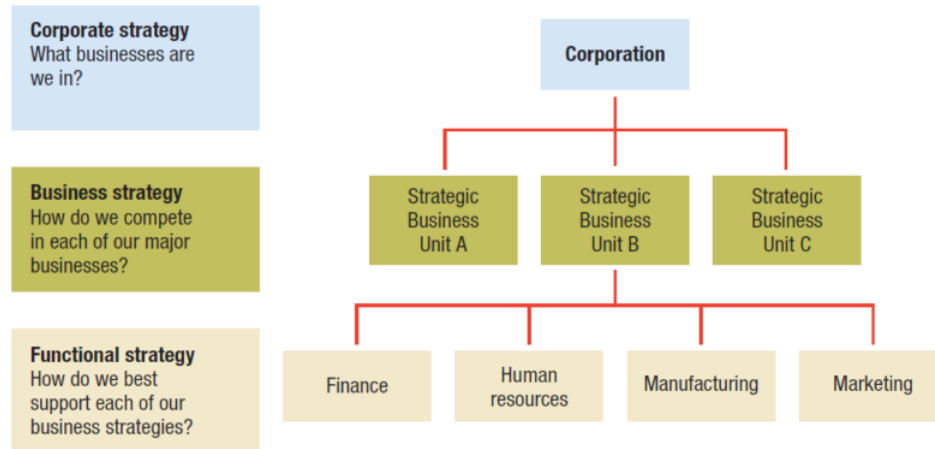 Corporate strategy
What businesses are
we in?
Corporation
Business strategy
How do we compete
in each of our major
businesses?
Strategic
Business
Unit A
Strategic
Business
Unit B
Strategic
Business
Unit C
Functional strategy
How do we best
support each of our
business strategies?
Finance
Human
resources
Manufacturing
Marketing